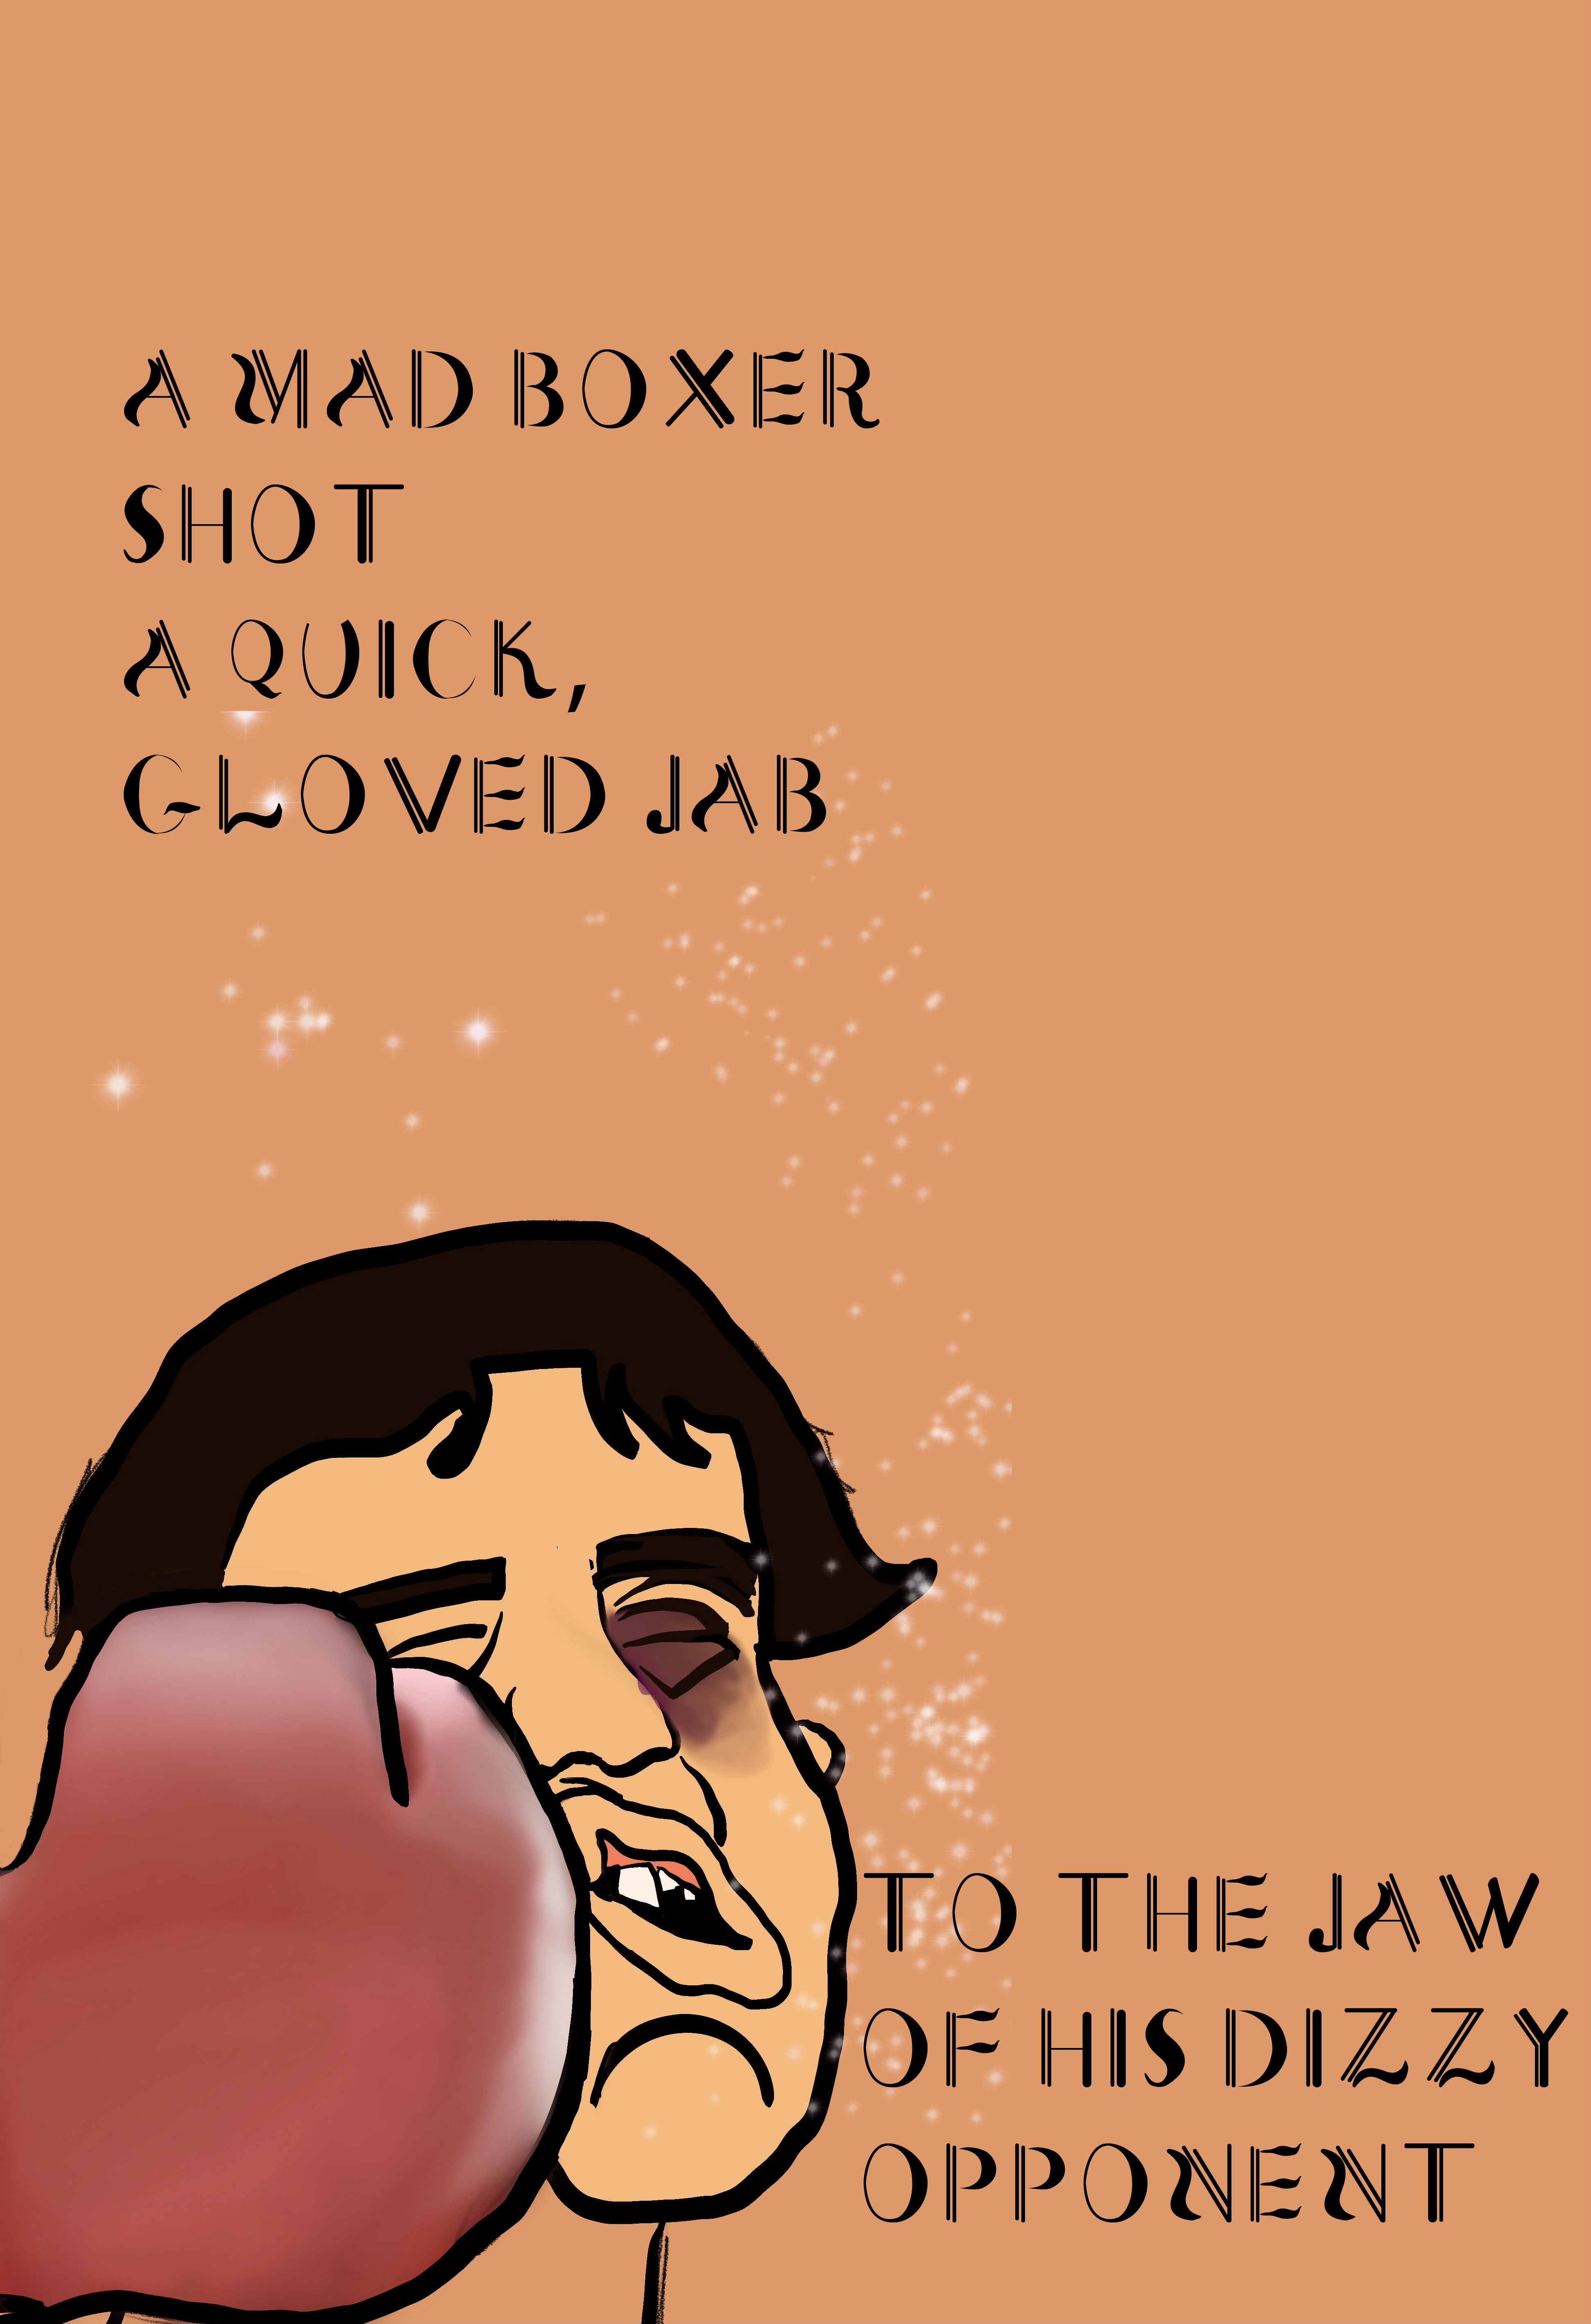 A MAD BOXER
SHOT
A QUICK,
GLOVED JAB
TO THE JAW
OF HIS DIZZY
OPPONENT